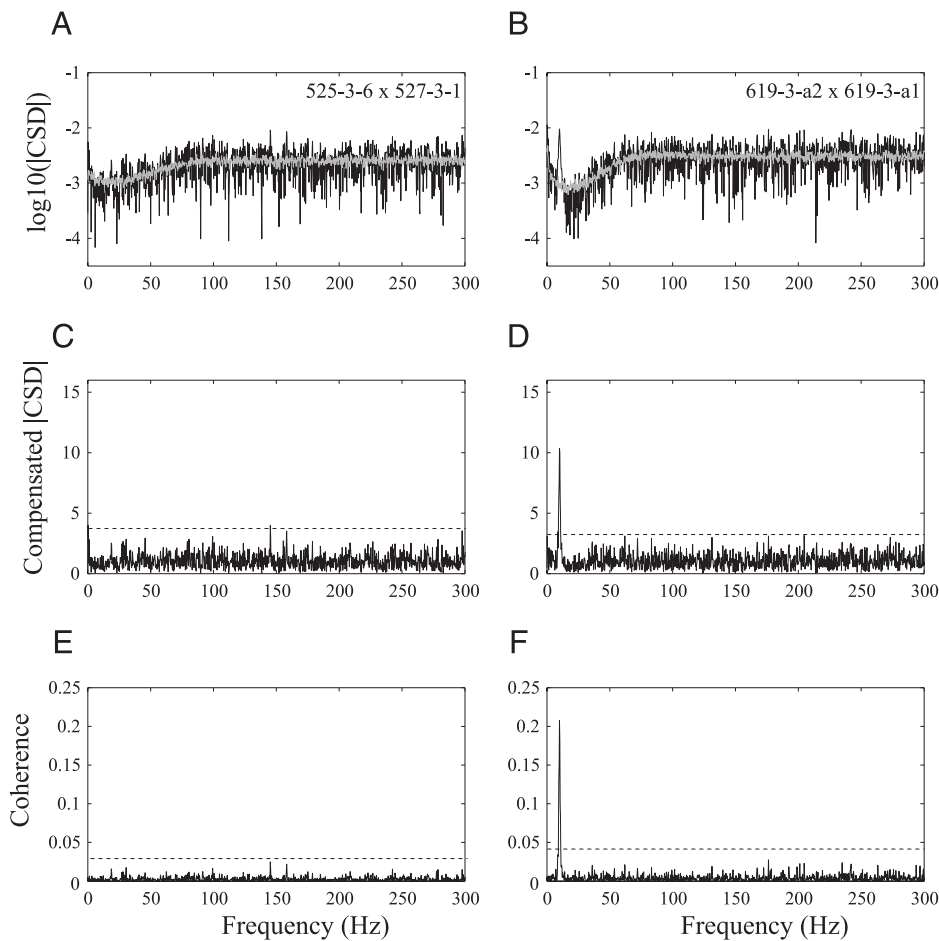 A
B
log10(|CSD|)
-1
-2
-3
-4
525-3-6 x 527-3-1
0 50 100 150 200 250 300
-1
-2
-3
-4
619-3-a2 x 619-3-a1
0 50 100 150 200 250 300
C
D
Compensated |CSD|
15
10
5
0
0 50 100 150 200 250 300
15
10
5
0
0 50 100 150 200 250 300
E
F
Coherence
0.25
0.2
0.15
0.1
0.05
0
0 50 100 150 200 250 300
Frequency (Hz)
0.25
0.2
0.15
0.1
0.05
0
0 50 100 150 200 250 300
Frequency (Hz)